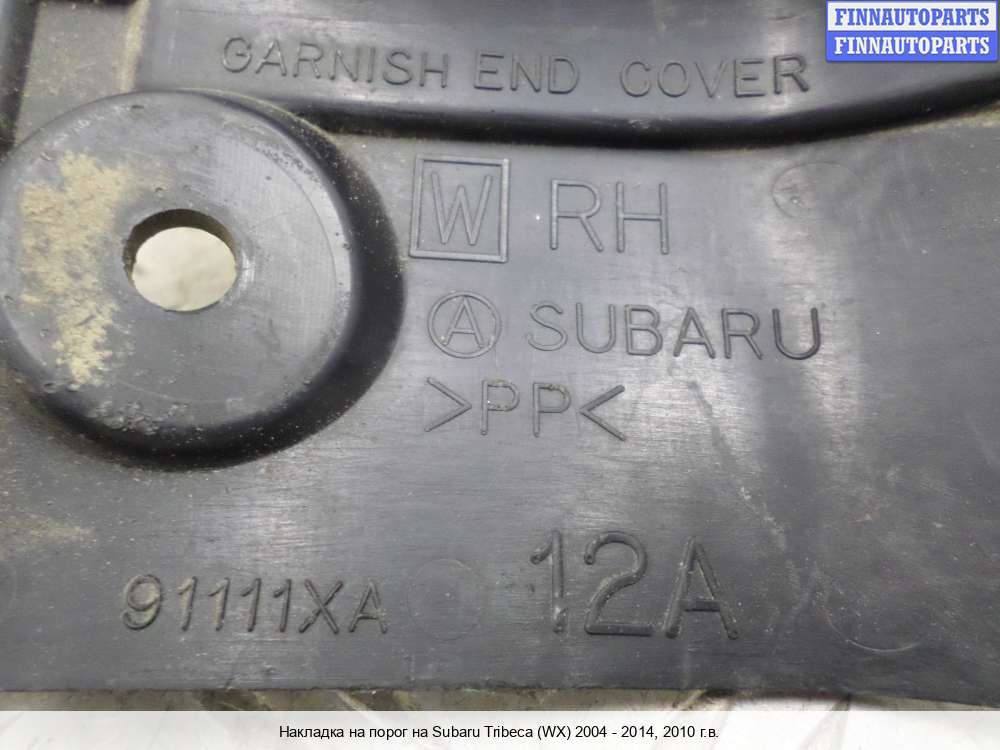 FINNAUTOPARTS
FINNAUTOPARTS
GARNISH END COVER
W RH
A SUBARU
>PP<
91111XA 12A
Накладка на порог на Subaru Tribeca (WX) 2004 - 2014, 2010 г.в.